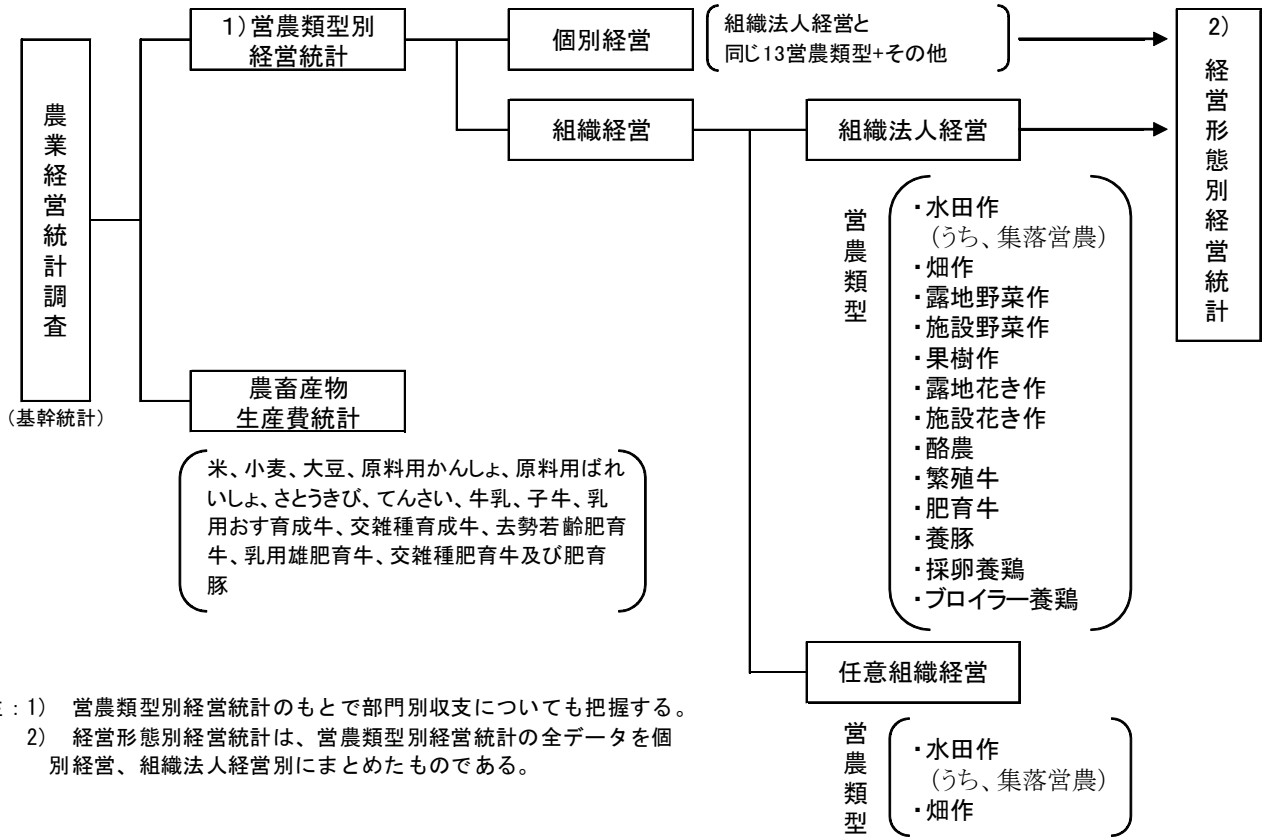 農業経営統計調査
(基幹統計)
1)営農類型別
経営統計
個別経営
組織法人経営と
同じ13営農類型+その他
2)
経営形態別経営統計
組織経営
組織法人経営
営農類型
・水田作
(うち、集落営農)
・畑作
・露地野菜作
・施設野菜作
・果樹作
・露地花き作
・施設花き作
・酪農
・繁殖牛
・肥育牛
・養豚
・採卵養鶏
・ブロイラー養鶏
農畜産物
生産費統計
米、小麦、大豆、原料用かんしょ、原料用ばれ
いしょ、さとうきび、てんさい、牛乳、子牛、乳
用おす育成牛、交雑種育成牛、去勢若齢肥育
牛、乳用雄肥育牛、交雑種肥育牛及び肥育
豚
任意組織経営
営農類型
・水田作
(うち、集落営農)
・畑作
:1) 営農類型別経営統計のもとで部門別収支についても把握する。
2) 経営形態別経営統計は、営農類型別経営統計の全データを個
別経営、組織法人経営別にまとめたものである。